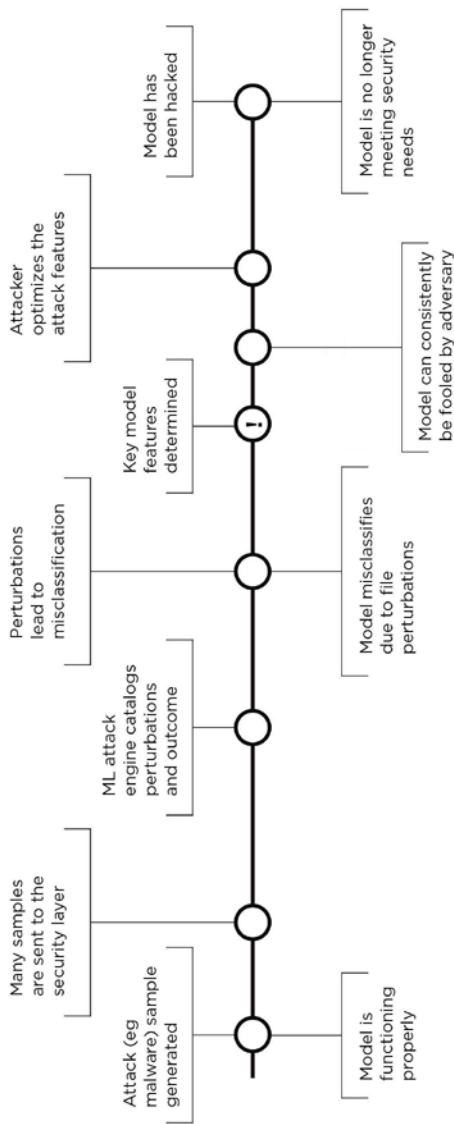 Attack (eg
malware) sample
generated
Many samples
are sent to the
security layer
ML attack
engine catalogs
perturbations
and outcome
Perturbations
lead to
misclassification
Key model
features
determined
Attacker
optimizes the
attack features
Model has
been hacked
!
Model is
functioning
properly
Model misclassifies
due to file
perturbations
Model can consistently
be fooled by adversary
Model is no longer
meeting security
needs